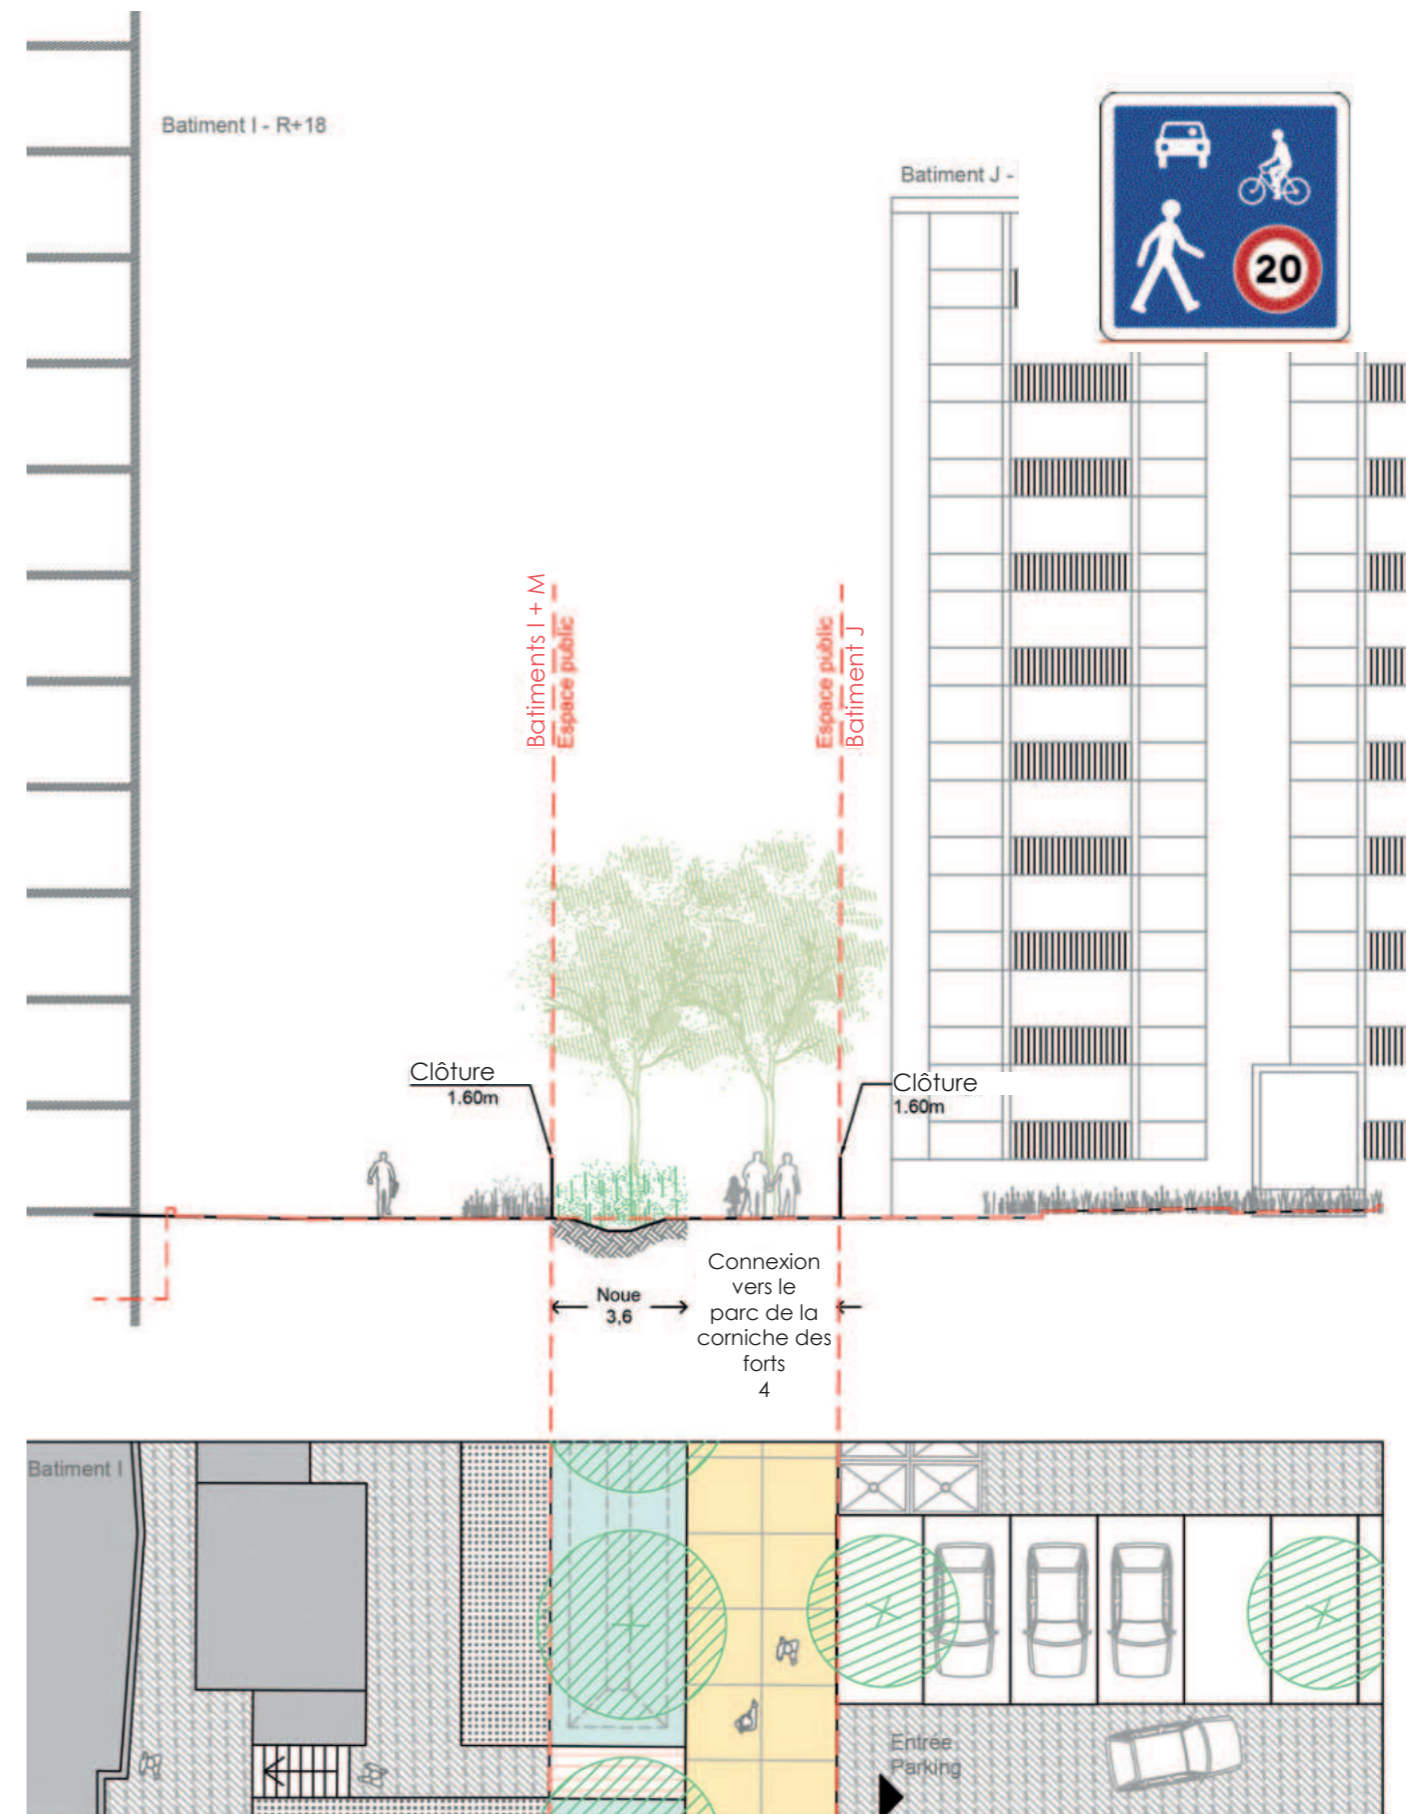 Batiment I - R+18
Batiment J -
20
Batiments I + M
Espace public
Espace public
Batiment J
Clôture
1.60m
Clôture
1.60m
Noue
3,6
Connexion
vers le
parc de la
corniche des
forts
4
Batiment I
Entrée
Parking